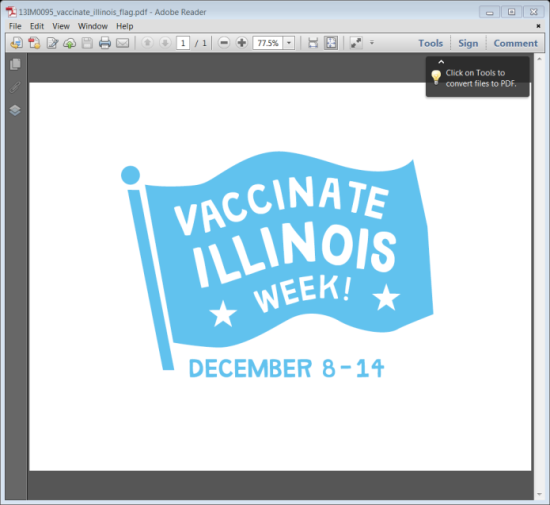 13IM0095_vaccinate_illinois_flag.pdf - Adobe Reader
File Edit View Window Help
1 / 1 77.5% Tools Sign Comment
Click on Tools to
convert files to PDF.
VACCINATE
ILLINOIS
WEEK!
DECEMBER 8-14